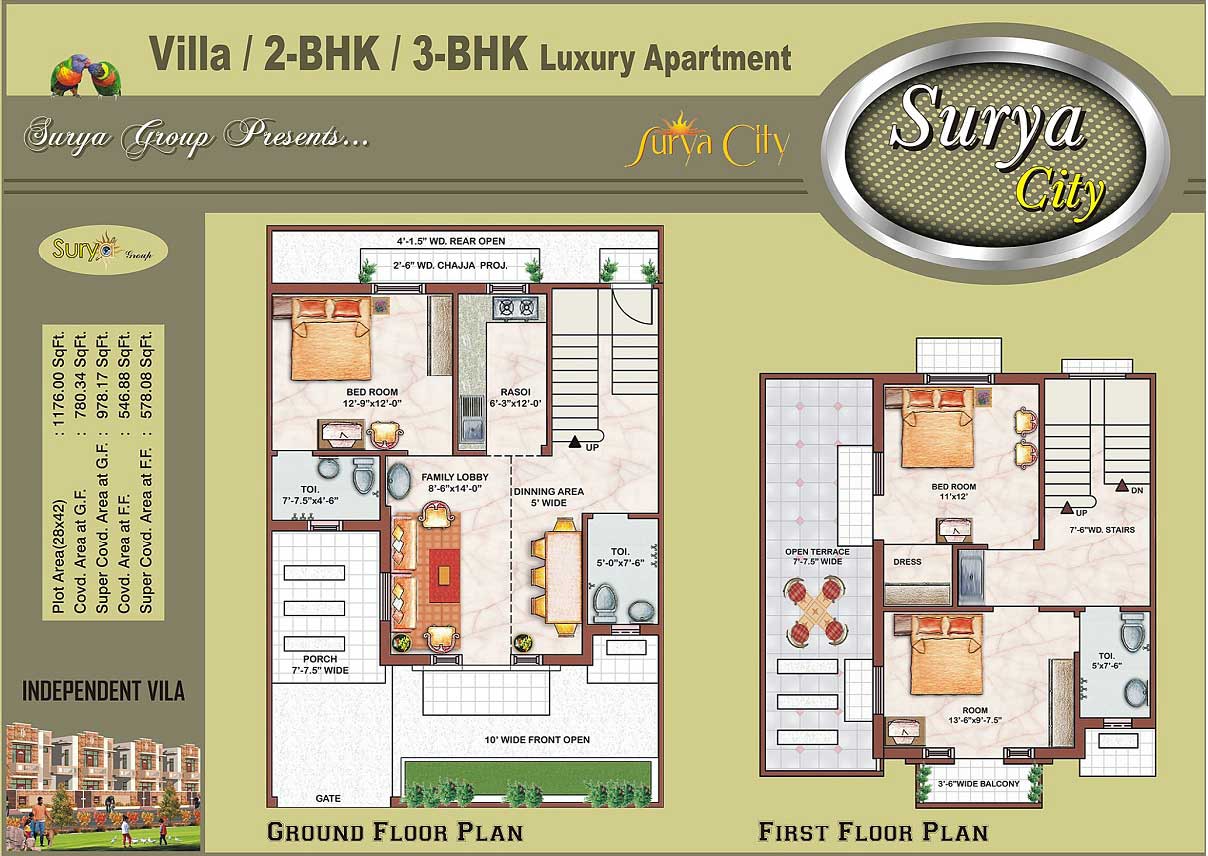 Villa / 2-BHK / 3-BHK Luxury Apartment
Surya Group Presents...
Surya City
Surya
City
Surya Group
Plot Area(28x42) : 1176.00 SqFt.
Covd. Area at G.F. : 780.34 SqFt.
Super Covd. Area at G.F. : 978.17 SqFt.
Covd. Area at F.F. : 546.88 SqFt.
Super Covd. Area at F.F. : 578.08 SqFt.
INDEPENDENT VILA
4'-1.5" WD. REAR OPEN
2'-6" WD. CHAJJA PROJ.
BED ROOM
12'-9"x12'-0"
RASOI
6'-3"x12'-0'
UP
TOI.
7'-7.5"x4'-6"
FAMILY LOBBY
8'-6"x14'-0"
DINNING AREA
5' WIDE
TOI.
5'-0"x7'-6"
PORCH
7'-7.5" WIDE
10' WIDE FRONT OPEN
GATE
GROUND FLOOR PLAN
BED ROOM
11'x12'
DN
UP
7'-6"WD. STAIRS
OPEN TERRACE
7'-7.5" WIDE
DRESS
TOI.
5'x7'-6"
ROOM
13'-6"x9'-7.5"
3'-6"WIDE BALCONY
FIRST FLOOR PLAN